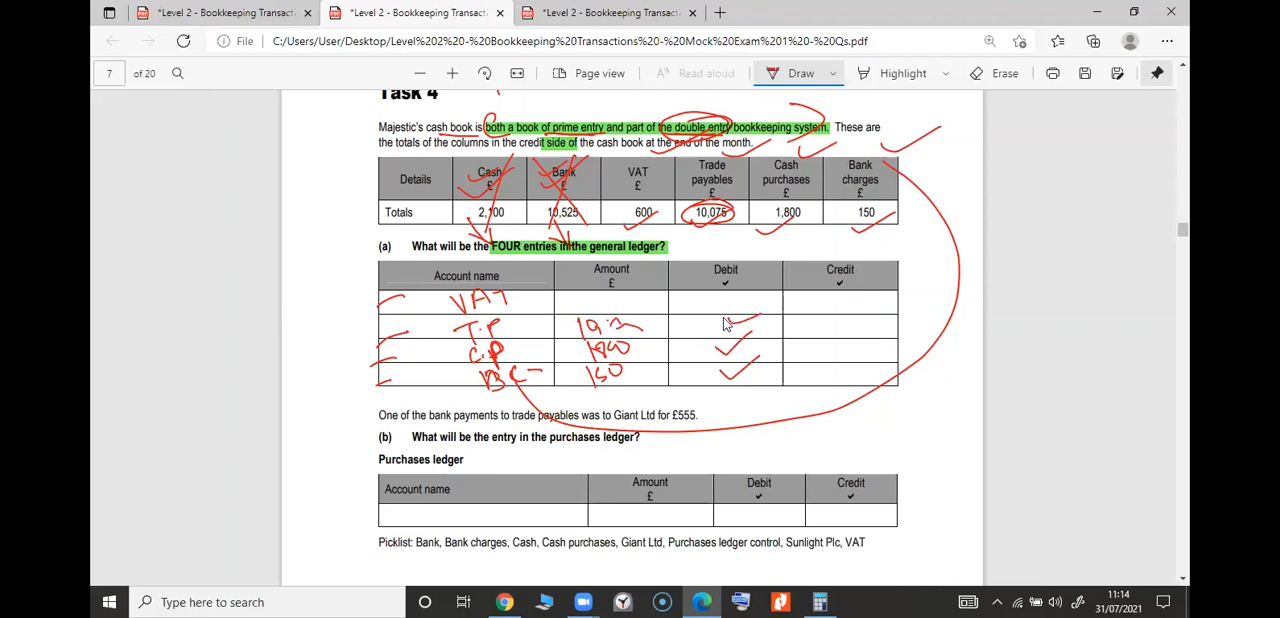 *Level 2 - Bookkeeping Transacti
*Level 2 - Bookkeeping Transact
*Level 2 - Bookkeeping Transact
File C:/Users/User/Desktop/Level%202%20-%20Bookkeeping%20Transactions%20-%20Mock%20Exam%201%20-%20Qs.pdf
7 of 20 Page view Read aloud Draw Highlight Erase
Task 4
Majestic's cash book is both a book of prime entry and part of the double entry bookkeeping system. These are
the totals of the columns in the credit side of the cash book at the end of the month.
Details Cash £ Bank £ VAT £ Trade payables £ Cash purchases £ Bank charges £
Totals 2,100 10,525 600 10,075 1,800 150
(a) What will be the FOUR entries in the general ledger?
Account name Amount £ Debit ✓ Credit ✓
VAT
T.P
C.P 1800
BC 150
One of the bank payments to trade payables was to Giant Ltd for £555.
(b) What will be the entry in the purchases ledger?
Purchases ledger
Account name Amount £ Debit ✓ Credit ✓
Picklist: Bank, Bank charges, Cash, Cash purchases, Giant Ltd, Purchases ledger control, Sunlight Plc, VAT
Type here to search
11:14
31/07/2021